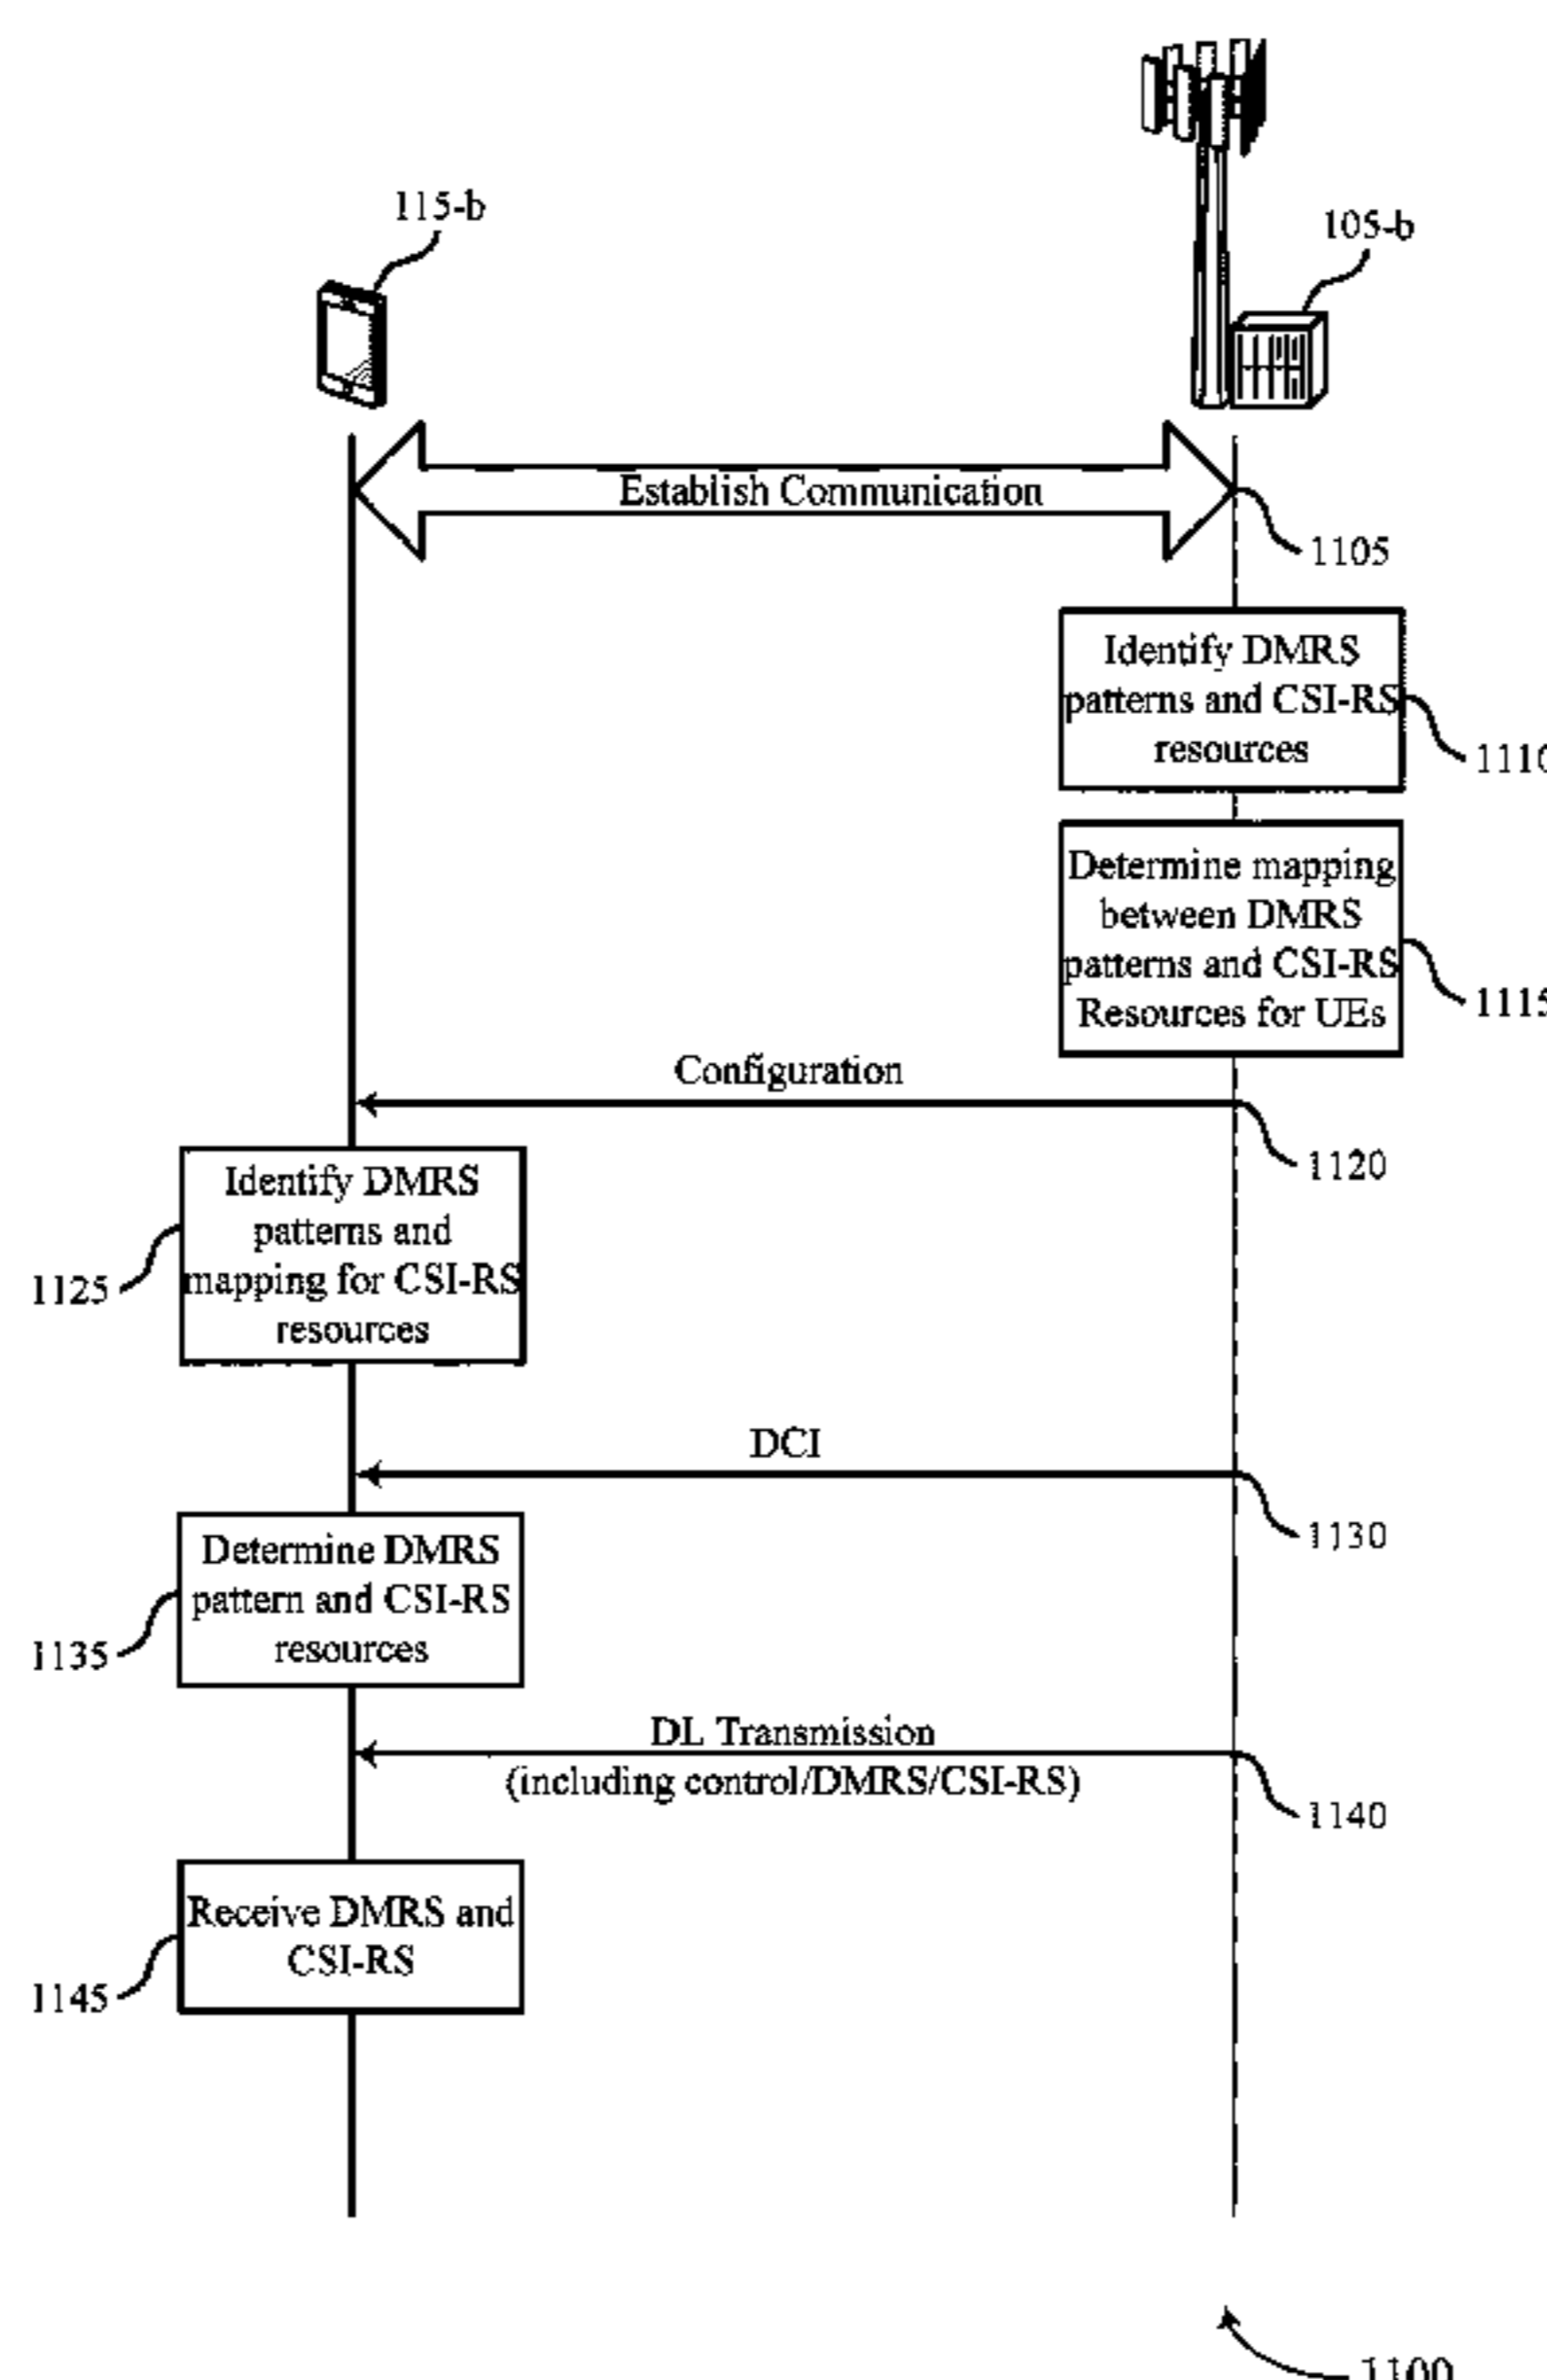 115-b
105-b
Establish Communication
1105
Identify DMRS
patterns and CSI-RS
resources
1110
Determine mapping
between DMRS
patterns and CSI-RS
Resources for UEs
1115
Configuration
1120
Identify DMRS
patterns and
mapping for CSI-RS
resources
1125
DCI
1130
Determine DMRS
pattern and CSI-RS
resources
1135
DL Transmission
(including control/DMRS/CSI-RS)
1140
Receive DMRS and
CSI-RS
1145
1100